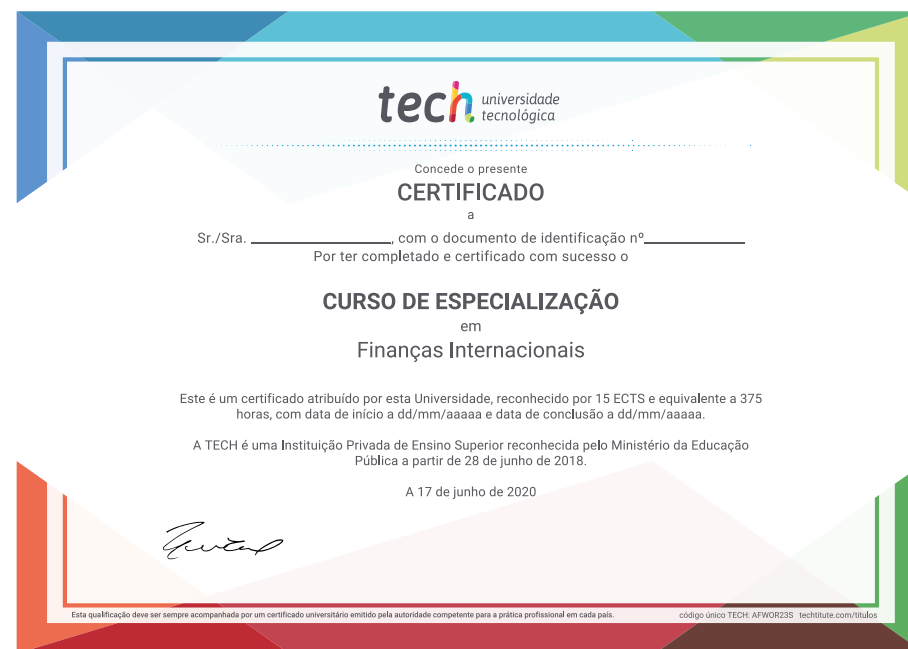 tech universidade
tecnológica
Concede o presente
CERTIFICADO
a
Sr./Sra. ____________________, com o documento de identificação nº______________
Por ter completado e certificado com sucesso o
CURSO DE ESPECIALIZAÇÃO
em
Finanças Internacionais
Este é um certificado atribuído por esta Universidade, reconhecido por 15 ECTS e equivalente a 375
horas, com data de início a dd/mm/aaaaa e data de conclusão a dd/mm/aaaaa.
A TECH é uma Instituição Privada de Ensino Superior reconhecida pelo Ministério da Educação
Pública a partir de 28 de junho de 2018.
A 17 de junho de 2020
Esta qualificação deve ser sempre acompanhada por um certificado universitário emitido pela autoridade competente para a prática profissional em cada país. código único TECH: AFWOR23S techtitute.com/titulos